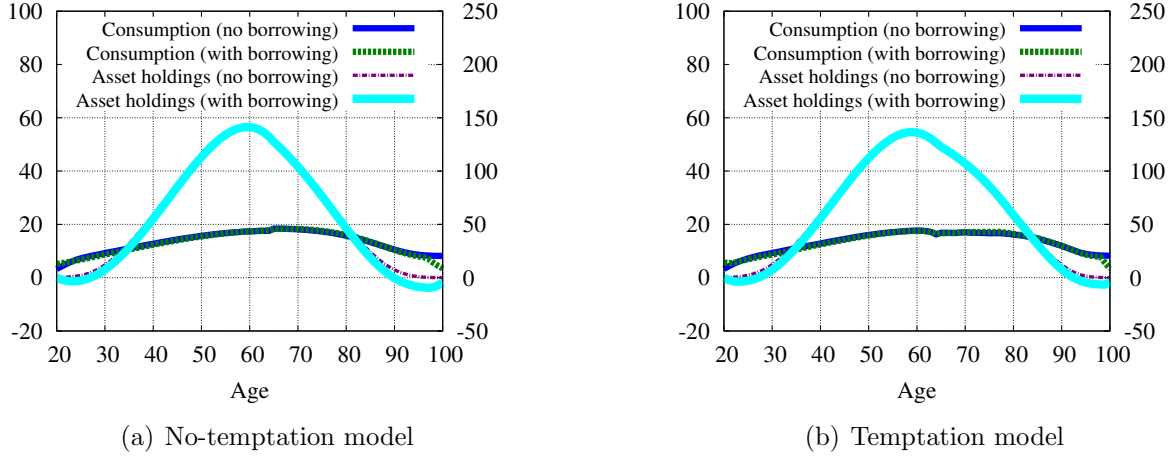 100
80
60
40
20
0
-20
250
200
150
100
50
0
-50
Consumption (no borrowing)
Consumption (with borrowing)
Asset holdings (no borrowing)
Asset holdings (with borrowing)
20 30 40 50 60 70 80 90 100
Age
(a) No-temptation model
100
80
60
40
20
0
-20
250
200
150
100
50
0
-50
Consumption (no borrowing)
Consumption (with borrowing)
Asset holdings (no borrowing)
Asset holdings (with borrowing)
20 30 40 50 60 70 80 90 100
Age
(b) Temptation model